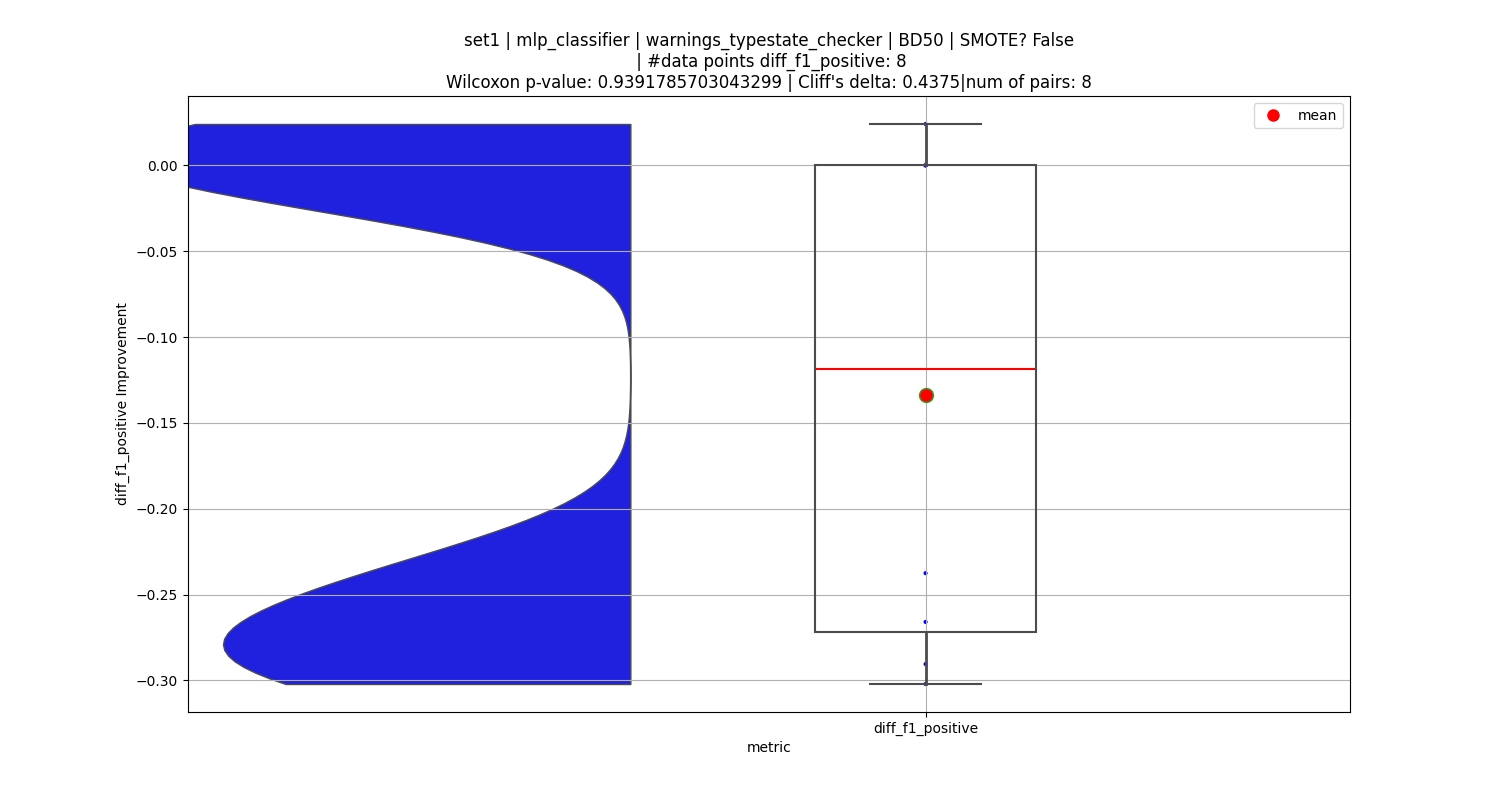 set1 | mlp_classifier | warnings_typestate_checker | BD50 | SMOTE? False
| #data points diff_f1_positive: 8
Wilcoxon p-value: 0.9391785703043299 | Cliff's delta: 0.4375|num of pairs: 8
mean
0.00
−0.05
−0.10
−0.15
−0.20
−0.25
−0.30
diff_f1_positive Improvement
diff_f1_positive
metric